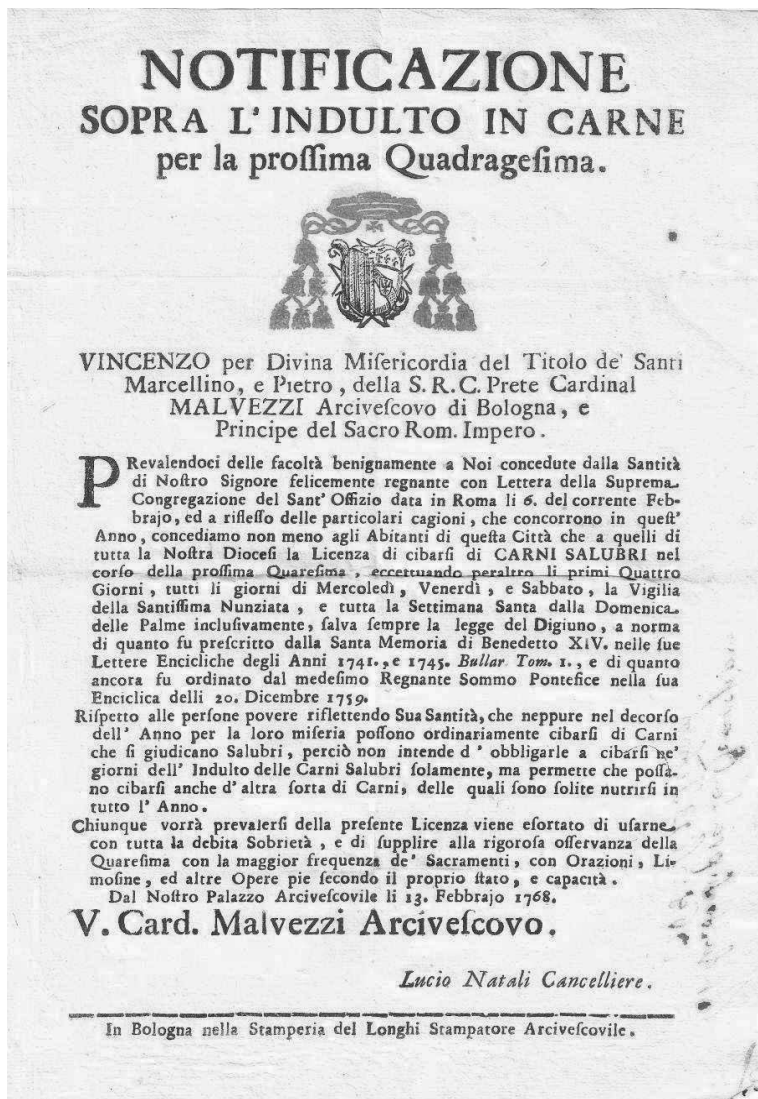 NOTIFICAZIONE
SOPRA L'INDULTO IN CARNE
per la proſſima Quadrageſima.
VINCENZO per Divina Miſericordia del Titolo de' Santi
Marcellino, e Pietro, della S. R. C. Prete Cardinal
MALVEZZI Arciveſcovo di Bologna, e
Principe del Sacro Rom. Impero.
PRevalendoci delle facoltà benignamente a Noi concedute dalla Santità
di Noſtro Signore felicemente regnante con Lettera della Suprema
Congregazione del Sant' Offizio data in Roma li 6. del corrente Feb-
brajo, ed a rifleſſo delle particolari cagioni, che concorrono in queſt'
Anno, concediamo non meno agli Abitanti di queſta Città che a quelli di
tutta la Noſtra Dioceſi la Licenza di cibarſi di CARNI SALUBRI nel
corſo della proſſima Quareſima, eccettuando peraltro li primi Quattro
Giorni, tutti li giorni di Mercoledì, Venerdì, e Sabbato, la Vigilia
della Santiſſima Nunziata, e tutta la Settimana Santa dalla Domenica
delle Palme incluſivamente, ſalva ſempre la legge del Digiuno, a norma
di quanto fu preſcritto dalla Santa Memoria di Benedetto XIV. nelle ſue
Lettere Encicliche degli Anni 1741., e 1745. Bullar Tom. 1., e di quanto
ancora fu ordinato dal medeſimo Regnante Sommo Pontefice nella ſua
Enciclica delli 20. Dicembre 1759.
Riſpetto alle perſone povere riflettendo Sua Santità, che neppure nel decorſo
dell' Anno per la loro miſeria poſſono ordinariamente cibarſi di Carni
che ſi giudicano Salubri, perciò non intende d' obbligarle a cibarſi ne'
giorni dell' Indulto delle Carni Salubri ſolamente, ma permette che poſſa-
no cibarſi anche d' altra ſorta di Carni, delle quali ſono ſolite nutrirſi in
tutto l' Anno.
Chiunque vorrà prevalerſi della preſente Licenza viene eſortato di uſarne
con tutta la debita Sobrietà, e di ſupplire alla rigoroſa oſſervanza della
Quareſima con la maggior frequenza de' Sacramenti, con Orazioni, Li-
moſine, ed altre Opere pie ſecondo il proprio ſtato, e capacità.
Dal Noſtro Palazzo Arciveſcovile li 13. Febbrajo 1768.
V. Card. Malvezzi Arciveſcovo.
Lucio Natali Cancelliere.
In Bologna nella Stamperia del Longhi Stampatore Arciveſcovile.